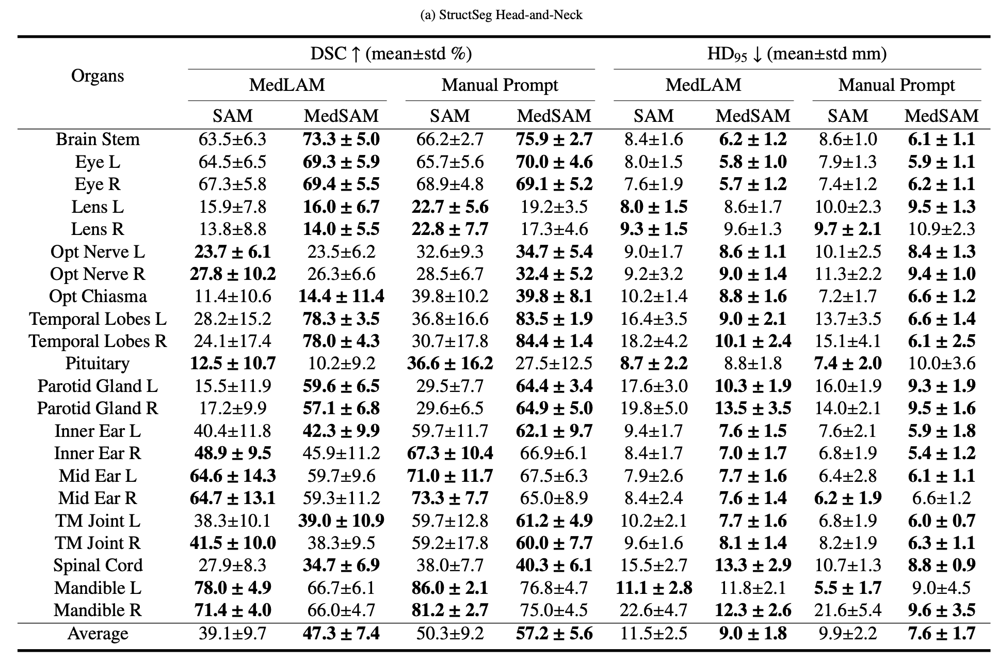 (a) StructSeg Head-and-Neck
Organs DSC ↑ (mean±std %) HD95 ↓ (mean±std mm)
MedLAM Manual Prompt MedLAM Manual Prompt
SAM MedSAM SAM MedSAM SAM MedSAM SAM MedSAM
Brain Stem 63.5±6.3 73.3 ± 5.0 66.2±2.7 75.9 ± 2.7 8.4±1.6 6.2 ± 1.2 8.6±1.0 6.1 ± 1.1
Eye L 64.5±6.5 69.3 ± 5.9 65.7±5.6 70.0 ± 4.6 8.0±1.5 5.8 ± 1.0 7.9±1.3 5.9 ± 1.1
Eye R 67.3±5.8 69.4 ± 5.5 68.9±4.8 69.1 ± 5.2 7.6±1.9 5.7 ± 1.2 7.4±1.2 6.2 ± 1.1
Lens L 15.9±7.8 16.0 ± 6.7 22.7 ± 5.6 19.2±3.5 8.0 ± 1.5 8.6±1.7 10.0±2.3 9.5 ± 1.3
Lens R 13.8±8.8 14.0 ± 5.5 22.8 ± 7.7 17.3±4.6 9.3 ± 1.5 9.6±1.3 9.7 ± 2.1 10.9±2.3
Opt Nerve L 23.7 ± 6.1 23.5±6.2 32.6±9.3 34.7 ± 5.4 9.0±1.7 8.6 ± 1.1 10.1±2.5 8.4 ± 1.3
Opt Nerve R 27.8 ± 10.2 26.3±6.6 28.5±6.7 32.4 ± 5.2 9.2±3.2 9.0 ± 1.4 11.3±2.2 9.4 ± 1.0
Opt Chiasma 11.4±10.6 14.4 ± 11.4 39.8±10.2 39.8 ± 8.1 10.2±1.4 8.8 ± 1.6 7.2±1.7 6.6 ± 1.2
Temporal Lobes L 28.2±15.2 78.3 ± 3.5 36.8±16.6 83.5 ± 1.9 16.4±3.5 9.0 ± 2.1 13.7±3.5 6.6 ± 1.4
Temporal Lobes R 24.1±17.4 78.0 ± 4.3 30.7±17.8 84.4 ± 1.4 18.2±4.2 10.1 ± 2.4 15.1±4.1 6.1 ± 2.5
Pituitary 12.5 ± 10.7 10.2±9.2 36.6 ± 16.2 27.5±12.5 8.7 ± 2.2 8.8±1.8 7.4 ± 2.0 10.0±3.6
Parotid Gland L 15.5±11.9 59.6 ± 6.5 29.5±7.7 64.4 ± 3.4 17.6±3.0 10.3 ± 1.9 16.0±1.9 9.3 ± 1.9
Parotid Gland R 17.2±9.9 57.1 ± 6.8 29.6±6.5 64.9 ± 5.0 19.8±5.0 13.5 ± 3.5 14.0±2.1 9.5 ± 1.6
Inner Ear L 40.4±11.8 42.3 ± 9.9 59.7±11.7 62.1 ± 9.7 9.4±1.7 7.6 ± 1.5 7.6±2.1 5.9 ± 1.8
Inner Ear R 48.9 ± 9.5 45.9±11.2 67.3 ± 10.4 66.9±6.1 8.4±1.7 7.0 ± 1.7 6.8±1.9 5.4 ± 1.2
Mid Ear L 64.6 ± 14.3 59.7±9.6 71.0 ± 11.7 67.5±6.3 7.9±2.6 7.7 ± 1.6 6.4±2.8 6.1 ± 1.1
Mid Ear R 64.7 ± 13.1 59.3±11.2 73.3 ± 7.7 65.0±8.9 8.4±2.4 7.6 ± 1.4 6.2 ± 1.9 6.6±1.2
TM Joint L 38.3±10.1 39.0 ± 10.9 59.7±12.8 61.2 ± 4.9 10.2±2.1 7.7 ± 1.6 6.8±1.9 6.0 ± 0.7
TM Joint R 41.5 ± 10.0 38.3±9.5 59.2±17.8 60.0 ± 7.7 9.6±1.6 8.1 ± 1.4 8.2±1.9 6.3 ± 1.1
Spinal Cord 27.9±8.3 34.7 ± 6.9 38.0±7.7 40.3 ± 6.1 15.5±2.7 13.3 ± 2.9 10.7±1.3 8.8 ± 0.9
Mandible L 78.0 ± 4.9 66.7±6.1 86.0 ± 2.1 76.8±4.7 11.1 ± 2.8 11.8±2.1 5.5 ± 1.7 9.0±4.5
Mandible R 71.4 ± 4.0 66.0±4.7 81.2 ± 2.7 75.0±4.5 22.6±4.7 12.3 ± 2.6 21.6±5.4 9.6 ± 3.5
Average 39.1±9.7 47.3 ± 7.4 50.3±9.2 57.2 ± 5.6 11.5±2.5 9.0 ± 1.8 9.9±2.2 7.6 ± 1.7